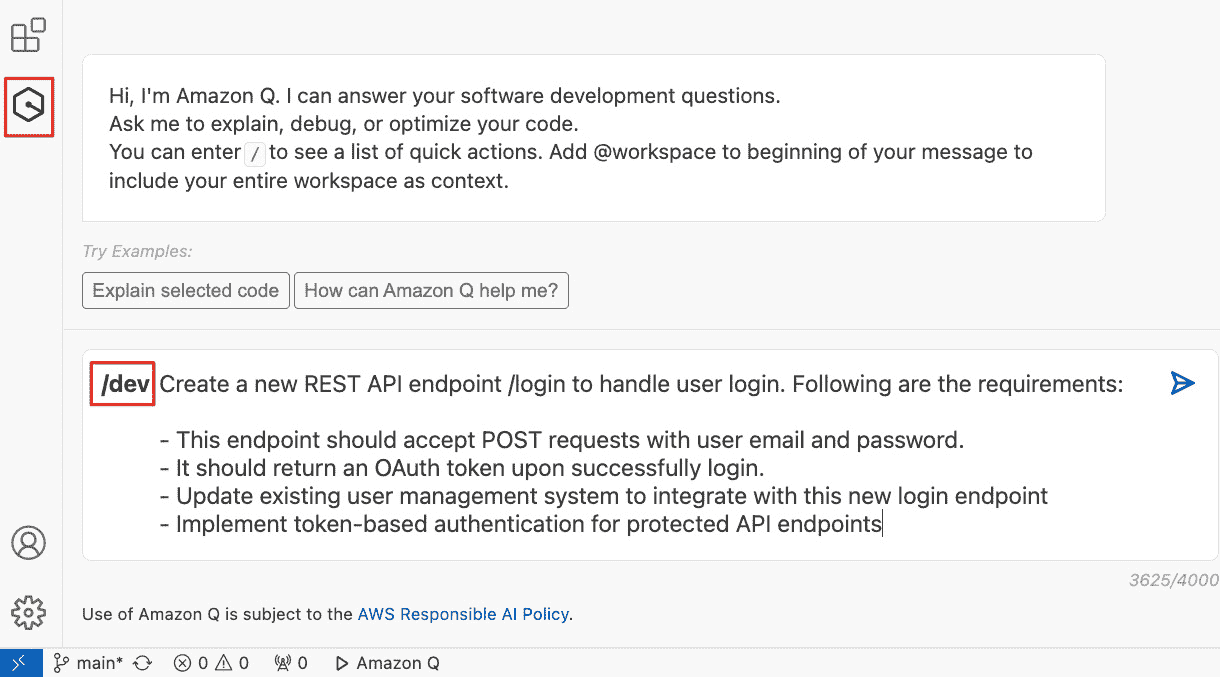 Hi, I'm Amazon Q. I can answer your software development questions.
Ask me to explain, debug, or optimize your code.
You can enter / to see a list of quick actions. Add @workspace to beginning of your message to
include your entire workspace as context.
Try Examples:
Explain selected code
How can Amazon Q help me?
/dev Create a new REST API endpoint /login to handle user login. Following are the requirements:
- This endpoint should accept POST requests with user email and password.
- It should return an OAuth token upon successfully login.
- Update existing user management system to integrate with this new login endpoint
- Implement token-based authentication for protected API endpoints
3625/4000
Use of Amazon Q is subject to the AWS Responsible AI Policy.
main* 0 0 0 Amazon Q